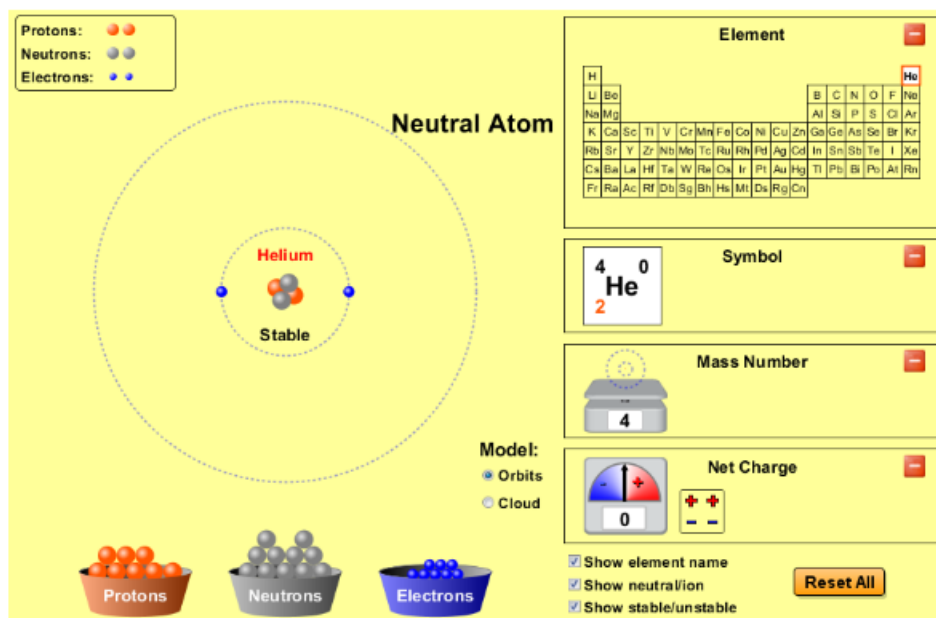 Protons:
Neutrons:
Electrons:
Neutral Atom
Helium
Stable
Model:
Orbits
Cloud
Protons
Neutrons
Electrons
Element
H He
Li Be B C N O F Ne
Na Mg Al Si P S Cl Ar
K Ca Sc Ti V Cr Mn Fe Co Ni Cu Zn Ga Ge As Se Br Kr
Rb Sr Y Zr Nb Mo Tc Ru Rh Pd Ag Cd In Sn Sb Te I Xe
Cs Ba La Hf Ta W Re Os Ir Pt Au Hg Tl Pb Bi Po At Rn
Fr Ra Ac Rf Db Sg Bh Hs Mt Ds Rg Cn
Symbol
4 0
He
2
Mass Number
4
Net Charge
- +
0
+ +
- -
Show element name
Show neutral/ion
Show stable/unstable
Reset All